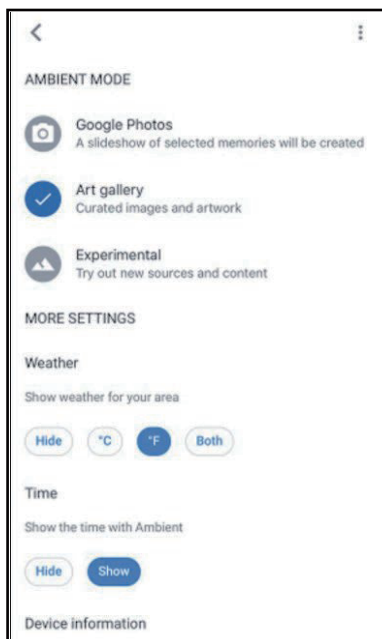 AMBIENT MODE
Google Photos
A slideshow of selected memories will be created
Art gallery
Curated images and artwork
Experimental
Try out new sources and content
MORE SETTINGS
Weather
Show weather for your area
Hide °C °F Both
Time
Show the time with Ambient
Hide Show
Device information